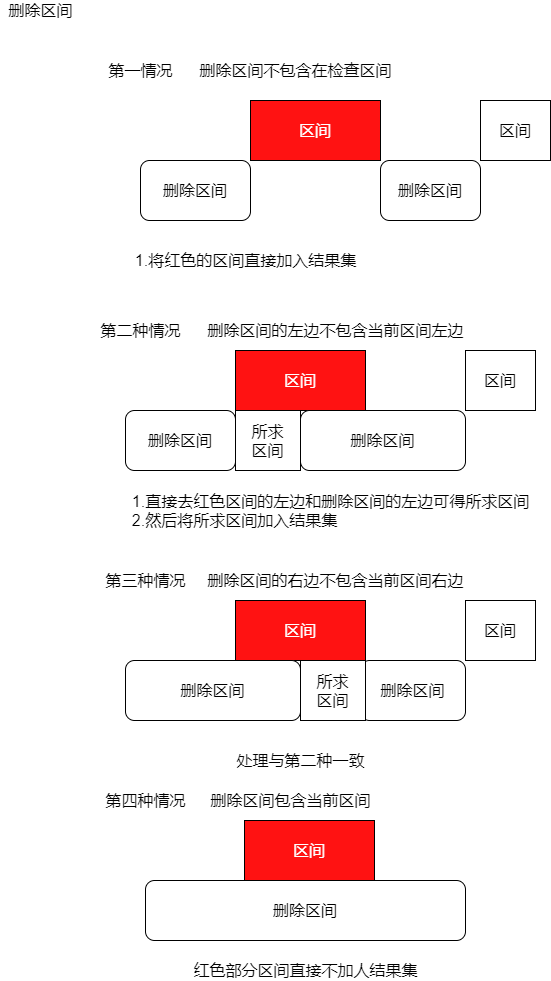 删除区间
第一情况 删除区间不包含在检查区间
区间 区间
删除区间 删除区间
1.将红色的区间直接加入结果集
第二种情况 删除区间的左边不包含当前区间左边
区间 区间
删除区间 所求 删除区间
区间
1.直接去红色区间的左边和删除区间的左边可得所求区间
2.然后将所求区间加入结果集
第三种情况 删除区间的右边不包含当前区间右边
区间 区间
删除区间 所求 删除区间
区间
处理与第二种一致
第四种情况 删除区间包含当前区间
区间
删除区间
红色部分区间直接不加人结果集